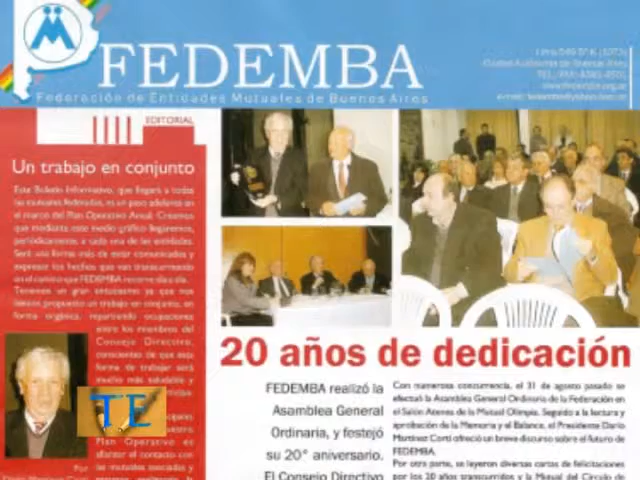 FEDEMBA
Federación de Entidades Mutuales de Buenos Aires
EDITORIAL
Un trabajo en conjunto
Este Boletín Informativo, que llegará a todas
las mutuales federadas, es un paso adelante en
el marco del Plan Operativo Anual. Creemos
que mediante este medio gráfico llegaremos,
periódicamente, a cada una de las entidades.
Será una forma más de estar comunicados y
expresar los hechos que van transcurriendo
en el camino que FEDEMBA recorre día a día.
Tenemos un gran entusiasmo ya que nos
hemos propuesto un trabajo en conjunto, en
forma orgánica, repartiendo ocupaciones
entre los miembros del
Consejo Directivo,
conscientes de que esta
forma de trabajar será
mucho más saludable y
Plan Operativo es
afianzar el contacto con
las mutuales asociadas y
Por
TE
20 años de dedicación
FEDEMBA realizó la
Asamblea General
Ordinaria, y festejó
su 20° aniversario.
El Consejo Directivo
Con numerosa concurrencia, el 31 de agosto pasado se
efectuó la Asamblea General Ordinaria de la Federación en
el Salón Ateneo de la Mutual Olimpia. Seguido a la lectura y
aprobación de la Memoria y el Balance, el Presidente Darío
Martínez Corti ofreció un breve discurso sobre el futuro de
FEDEMBA.
Por otra parte, se leyeron diversas cartas de felicitaciones
por los 20 años transcurridos y la Mutual del Círculo de